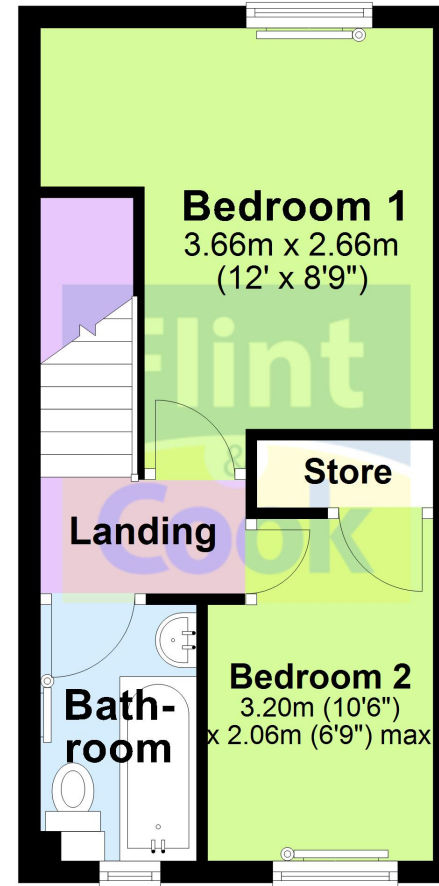 Bedroom 1
3.66m x 2.66m
(12' x 8'9")
Flint
&
Cook
Store
Landing
Bedroom 2
3.20m (10'6")
x 2.06m (6'9") max
Bath-
room